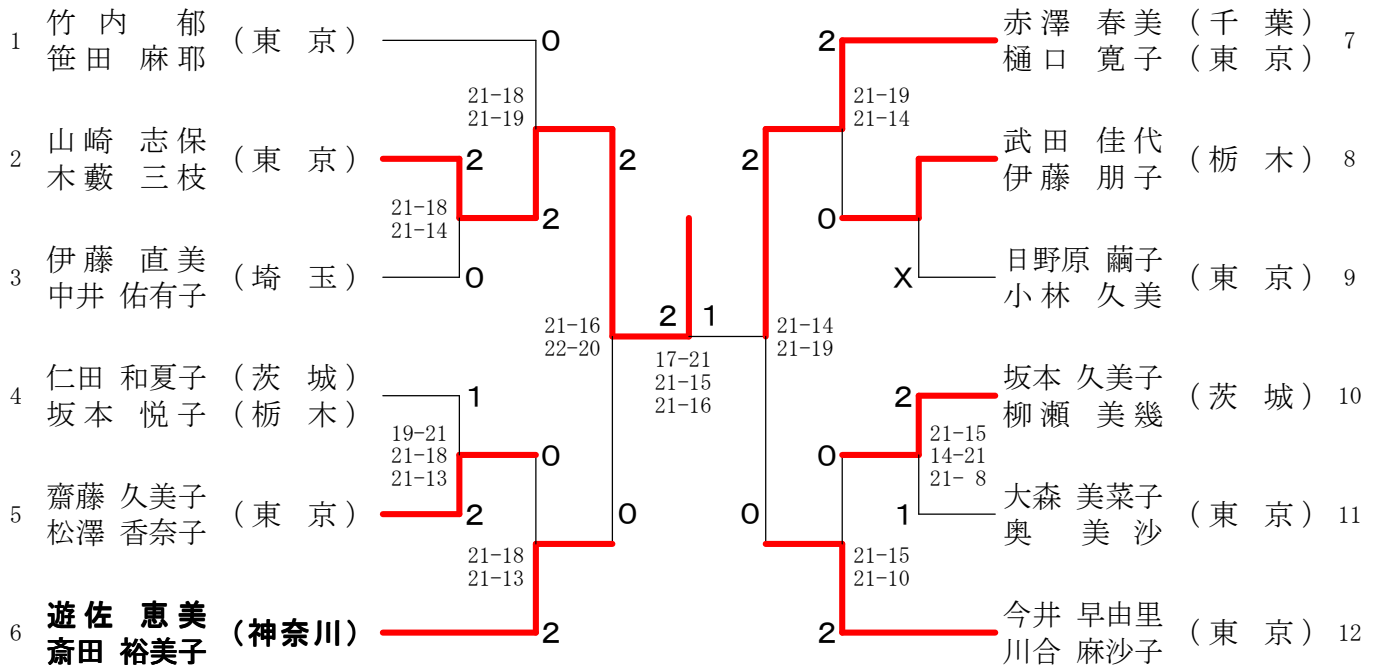 1 竹内 郁 (東 京)
笹田 麻耶
0
21-18
21-19
2 山崎 志保 (東 京)
木藪 三枝
2
2
21-18
21-14
2
3 伊藤 直美 (埼 玉)
中井 佑有子
0
21-16
22-20
4 仁田 和夏子 (茨 城)
坂本 悦子 (栃 木)
1
19-21
21-18
21-13
0
5 齋藤 久美子 (東 京)
松澤 香奈子
2
0
21-18
21-13
6 遊佐 恵美 (神奈川)
斎田 裕美子
2
2 1
17-21
21-15
21-16
2
赤澤 春美 (千 葉) 7
樋口 寛子 (東 京)
21-19
21-14
2
武田 佳代 (栃 木) 8
伊藤 朋子
0
日野原 繭子 (東 京) 9
小林 久美
X
21-14
21-19
坂本 久美子 (茨 城) 10
柳瀬 美幾
2
21-15
14-21
21- 8
0
大森 美菜子 (東 京) 11
奥 美沙
1
0
21-15
21-10
今井 早由里 (東 京) 12
川合 麻沙子
2